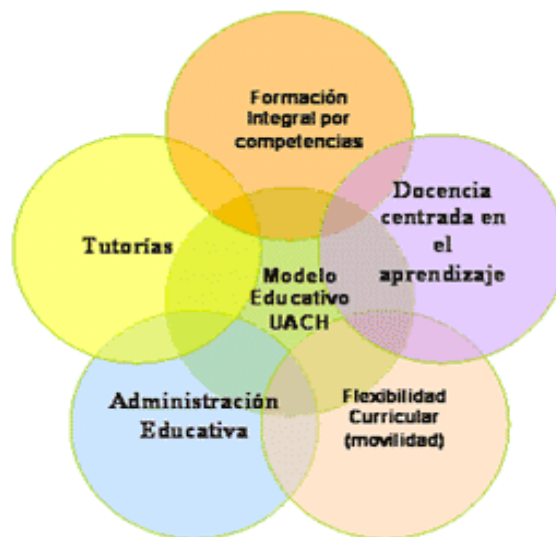 Formación
Integral por
competencias
Docencia
centrada en
el
aprendizaje
Tutorías
Modelo
Educativo
UACH
Administración
Educativa
Flexibilidad
Curricular
(movilidad)